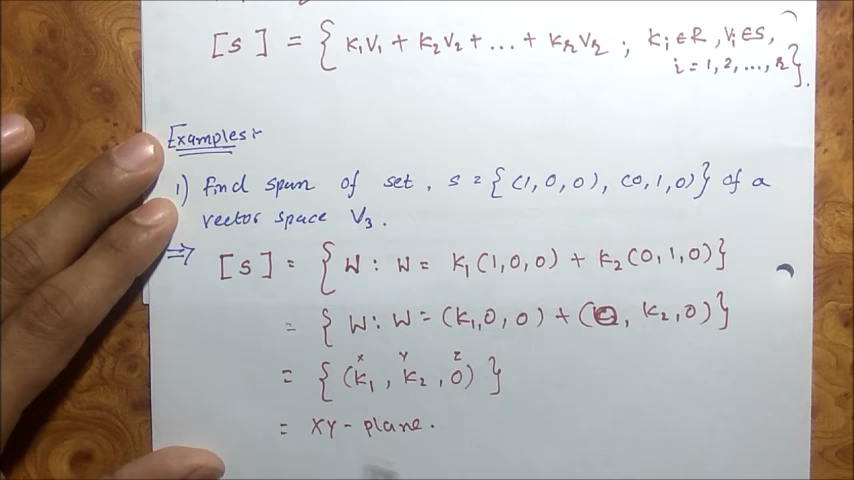 [s] = { k₁v₁ + k₂v₂ + ... + kᵣvᵣ ; kᵢ ∈ R, vᵢ ∈ S,
i = 1, 2, ..., r }.
Examples :-
1) Find span of set, s = { (1, 0, 0), (0, 1, 0) } of a
vector space V₃.
⇒ [s] = { W : W = k₁(1, 0, 0) + k₂(0, 1, 0) }
= { W : W = (k₁, 0, 0) + (0, k₂, 0) }
x y z
= { (k₁, k₂, 0) }
= XY - plane.